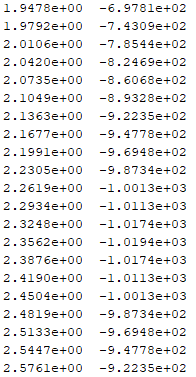 1.9478e+00 -6.9781e+02
1.9792e+00 -7.4309e+02
2.0106e+00 -7.8544e+02
2.0420e+00 -8.2469e+02
2.0735e+00 -8.6068e+02
2.1049e+00 -8.9328e+02
2.1363e+00 -9.2235e+02
2.1677e+00 -9.4778e+02
2.1991e+00 -9.6948e+02
2.2305e+00 -9.8734e+02
2.2619e+00 -1.0013e+03
2.2934e+00 -1.0113e+03
2.3248e+00 -1.0174e+03
2.3562e+00 -1.0194e+03
2.3876e+00 -1.0174e+03
2.4190e+00 -1.0113e+03
2.4504e+00 -1.0013e+03
2.4819e+00 -9.8734e+02
2.5133e+00 -9.6948e+02
2.5447e+00 -9.4778e+02
2.5761e+00 -9.2235e+02